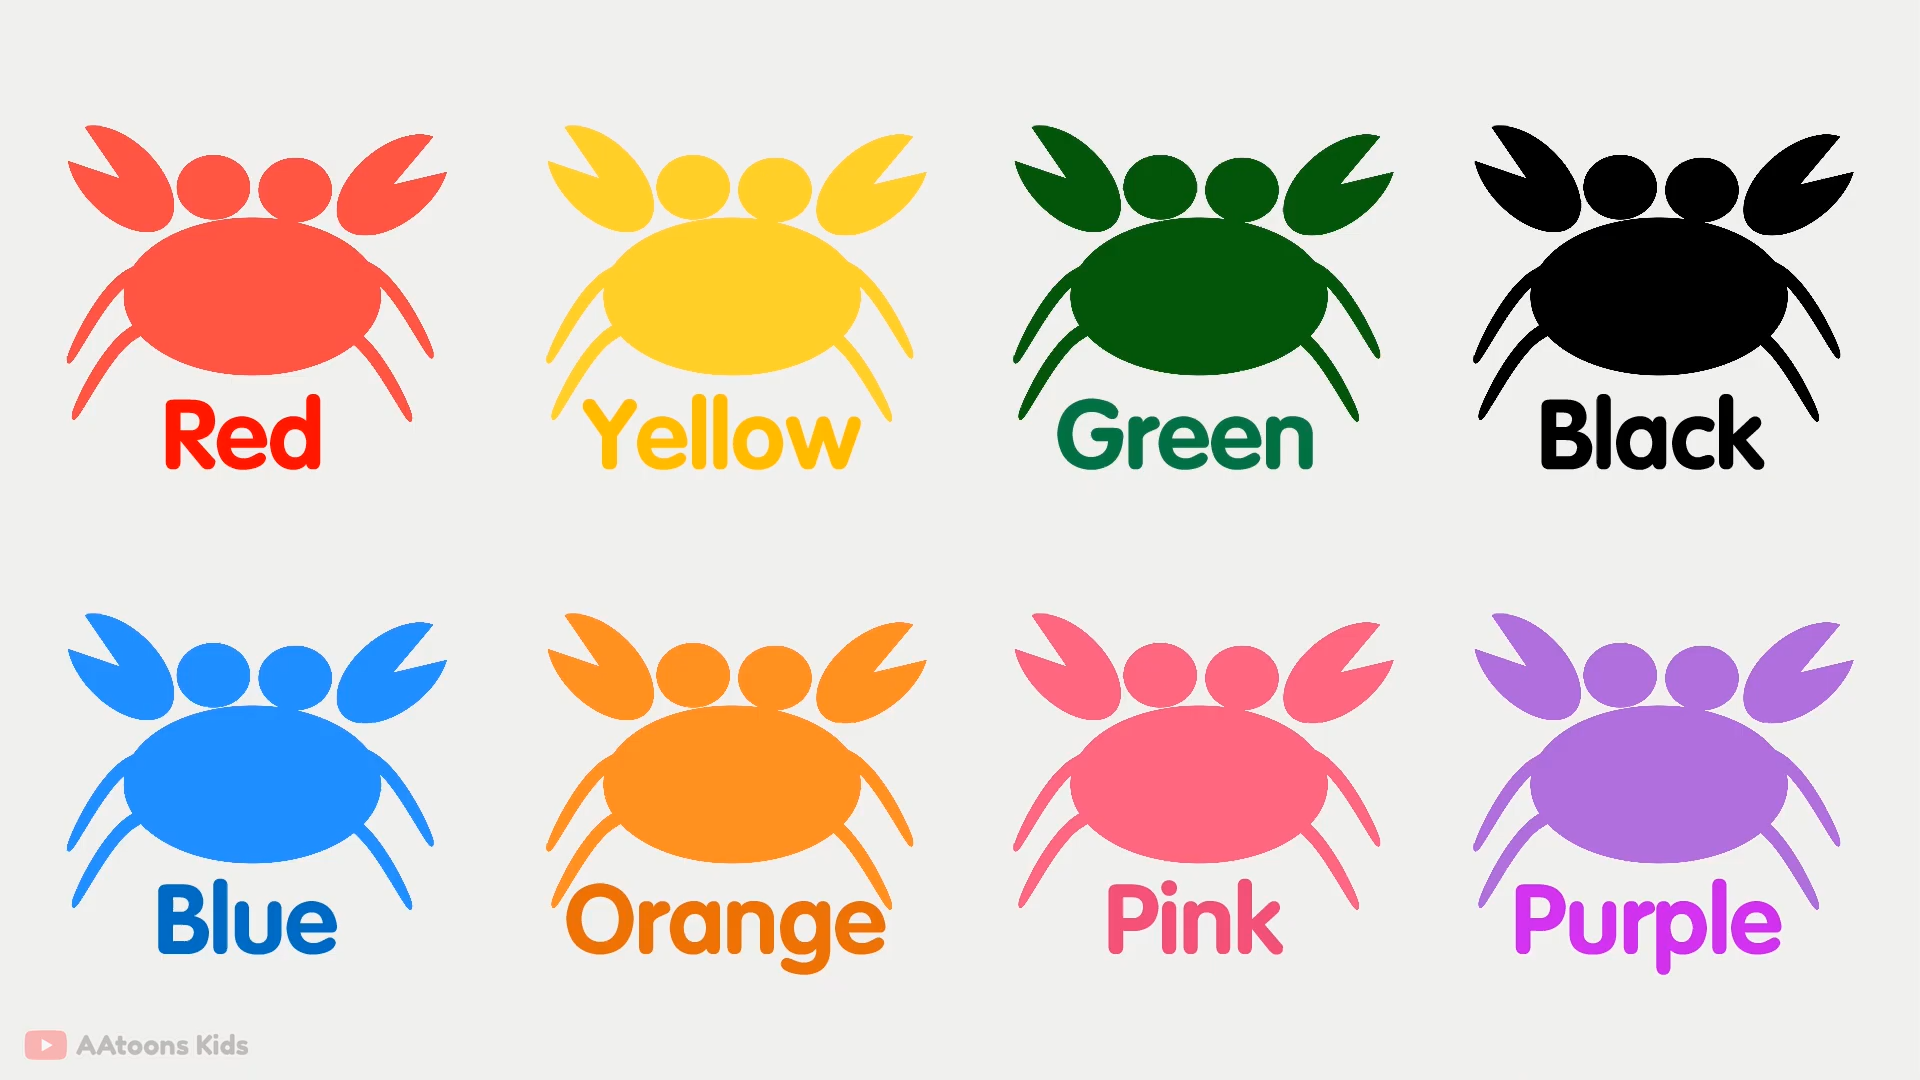 Red
Yellow
Green
Black
Blue
Orange
Pink
Purple
AAtoons Kids